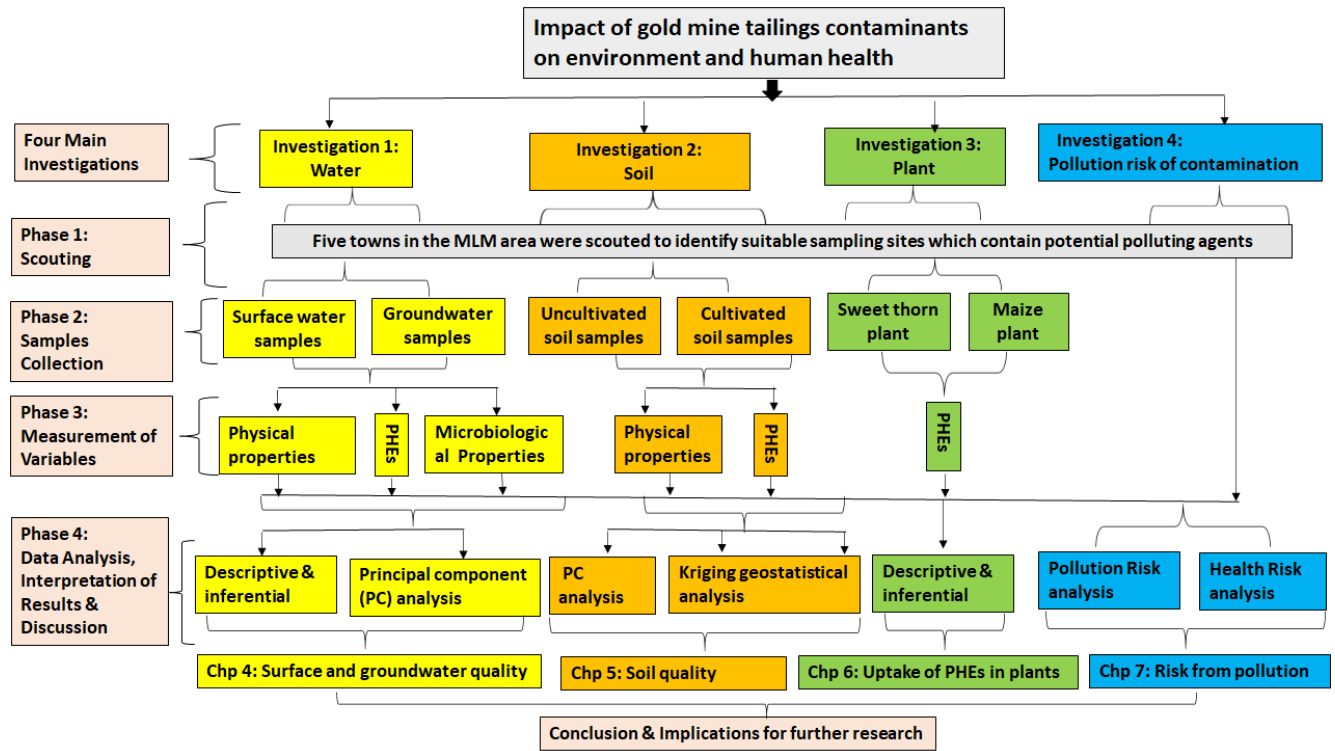 Impact of gold mine tailings contaminants
on environment and human health
Four Main
Investigations
Investigation 1:
Water
Investigation 2:
Soil
Investigation 3:
Plant
Investigation 4:
Pollution risk of contamination
Phase 1:
Scouting
Five towns in the MLM area were scouted to identify suitable sampling sites which contain potential polluting agents
Phase 2:
Samples
Collection
Surface water
samples
Groundwater
samples
Uncultivated
soil samples
Cultivated
soil samples
Sweet thorn
plant
Maize
plant
Phase 3:
Measurement of
Variables
Physical
properties
PHEs
Microbiologic
al Properties
Physical
properties
PHEs
PHEs
Phase 4:
Data Analysis,
Interpretation of
Results &
Discussion
Descriptive &
inferential
Principal component
(PC) analysis
PC
analysis
Kriging geostatistical
analysis
Descriptive &
inferential
Pollution Risk
analysis
Health Risk
analysis
Chp 4: Surface and groundwater quality
Chp 5: Soil quality
Chp 6: Uptake of PHEs in plants
Chp 7: Risk from pollution
Conclusion & Implications for further research